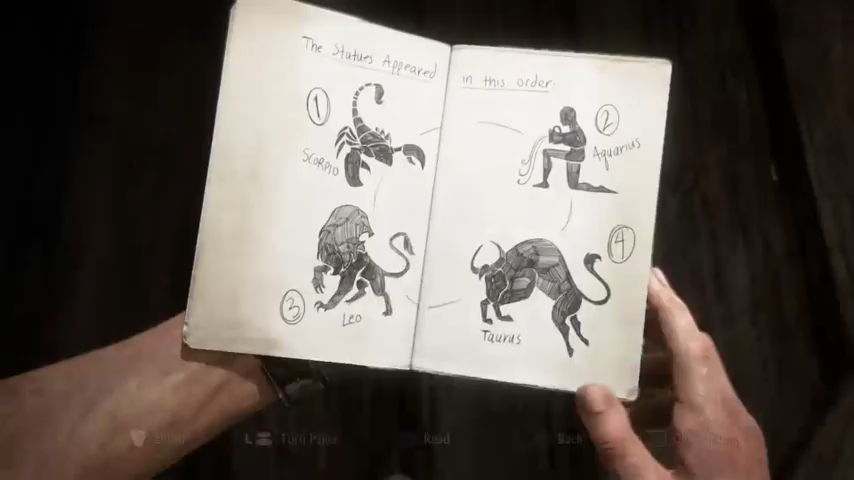 The Statues Appeared
in this order:
1
2
Scorpio
Aquarius
3
Leo
4
Taurus
L
Turn Page
Read
Back